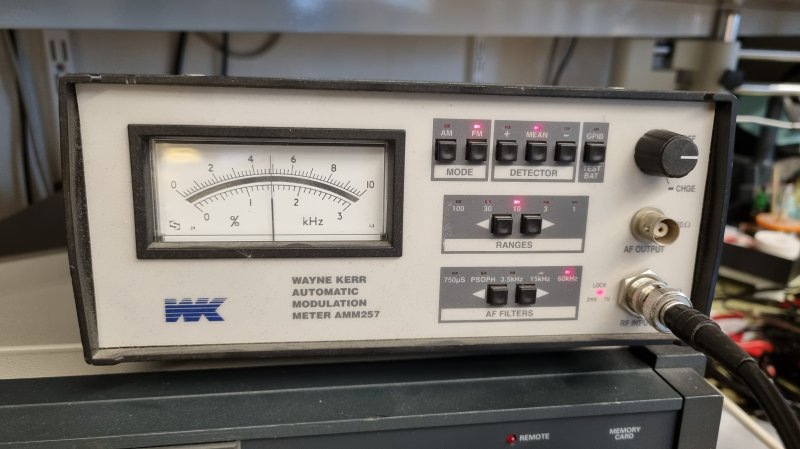 AM FM
MODE
+ MEAN -
DETECTOR
GPiB
TEST
BAT
CHGE
0 2 4 6 8 10
0 1 2 3
% kHz
100 30 10 3 1
RANGES
AF OUTPUT
750µS PSOPH 3.5kHz 15kHz 60kHz
AF FILTERS
LOCK
RF INPUT
WK
WAYNE KERR
AUTOMATIC
MODULATION
METER AMM257
REMOTE
MEMORY
CARD